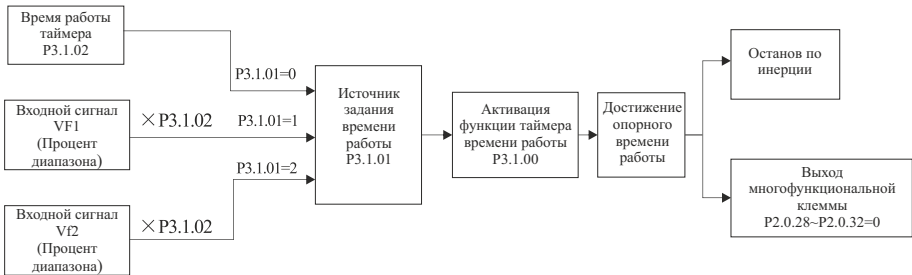 Время работы
таймера
P3.1.02
P3.1.01=0
Входной сигнал
VF1
(Процент
диапазона)
×P3.1.02
P3.1.01=1
Входной сигнал
Vf2
(Процент
диапазона)
×P3.1.02
P3.1.01=2
Источник
задания
времени
работы
P3.1.01
Активация
функции таймера
времени работы
P3.1.00
Достижение
опорного
времени
работы
Останов по
инерции
Выход
многофункциональной
клеммы
P2.0.28~P2.0.32=0